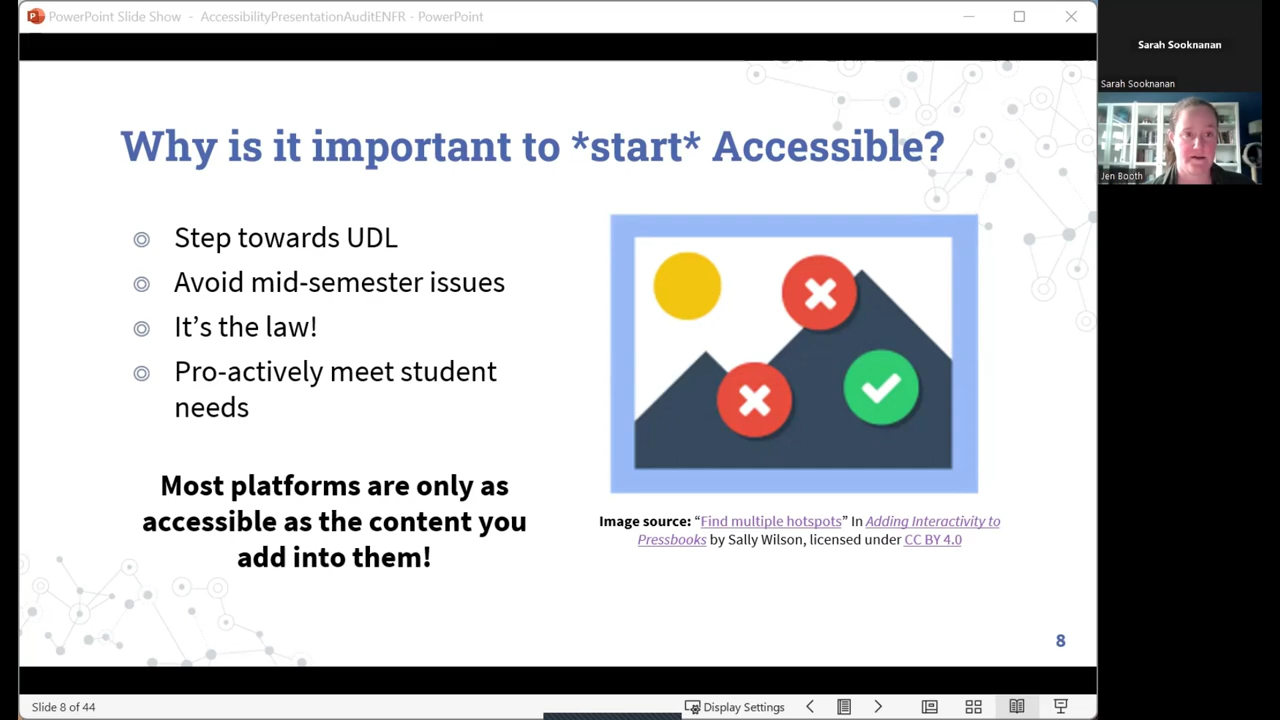 PowerPoint Slide Show - AccessibilityPresentationAuditENFR - PowerPoint
Sarah Sooknanan
Sarah Sooknanan
Jen Booth
Why is it important to *start* Accessible?
Step towards UDL
Avoid mid-semester issues
It's the law!
Pro-actively meet student
needs
Most platforms are only as
accessible as the content you
add into them!
Image source: “Find multiple hotspots” In Adding Interactivity to
Pressbooks by Sally Wilson, licensed under CC BY 4.0
8
Slide 8 of 44
Display Settings